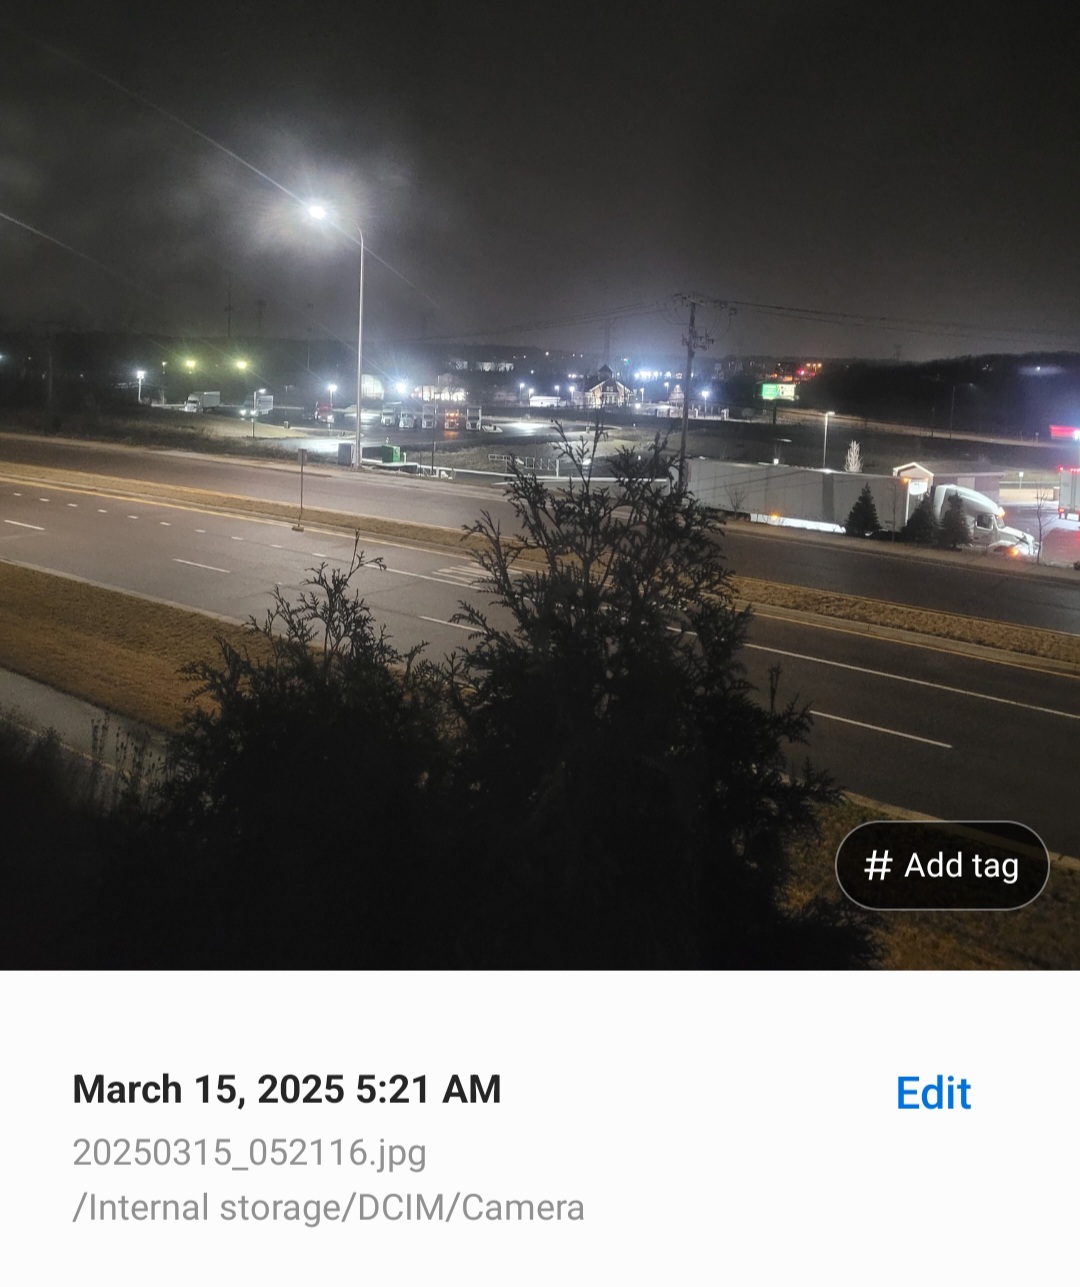 # Add tag
March 15, 2025 5:21 AM
Edit
20250315_052116.jpg
/Internal storage/DCIM/Camera